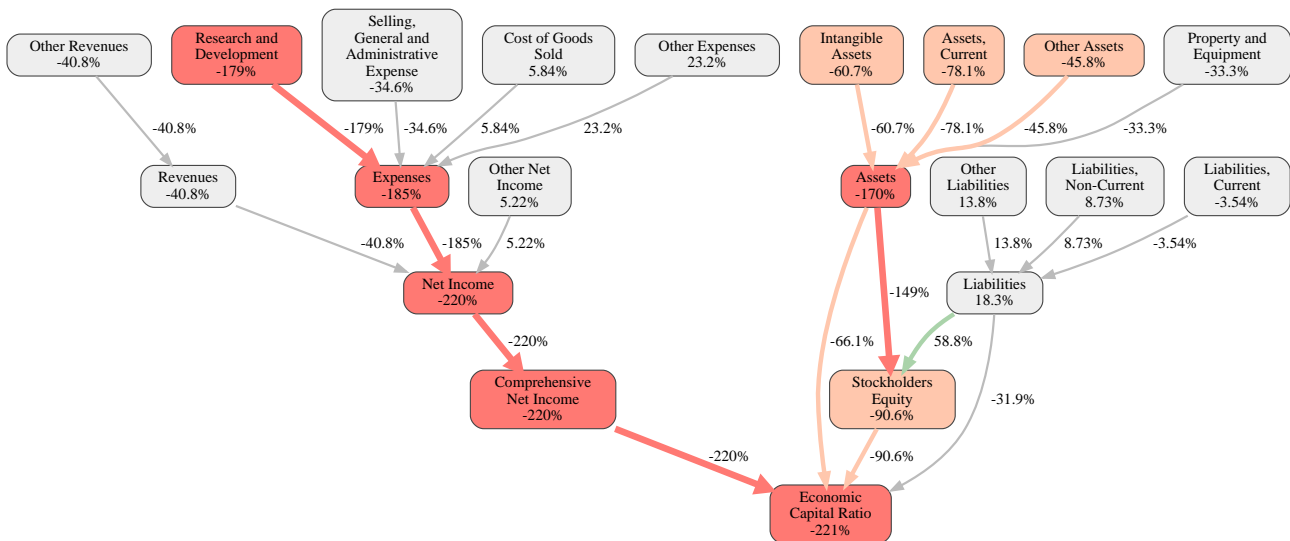 Other Revenues
-40.8%
Research and
Development
-179%
Selling,
General and
Administrative
Expense
-34.6%
Cost of Goods
Sold
5.84%
Other Expenses
23.2%
Intangible
Assets
-60.7%
Assets,
Current
-78.1%
Other Assets
-45.8%
Property and
Equipment
-33.3%
-40.8%
-179%
-34.6%
5.84%
23.2%
-60.7%
-78.1%
-45.8%
-33.3%
Revenues
-40.8%
Expenses
-185%
Other Net
Income
5.22%
Assets
-170%
Other
Liabilities
13.8%
Liabilities,
Non-Current
8.73%
Liabilities,
Current
-3.54%
-40.8%
-185%
5.22%
13.8%
8.73%
-3.54%
Net Income
-220%
-149%
Liabilities
18.3%
-220%
-66.1%
58.8%
Comprehensive
Net Income
-220%
Stockholders
Equity
-90.6%
-31.9%
-220%
-90.6%
Economic
Capital Ratio
-221%